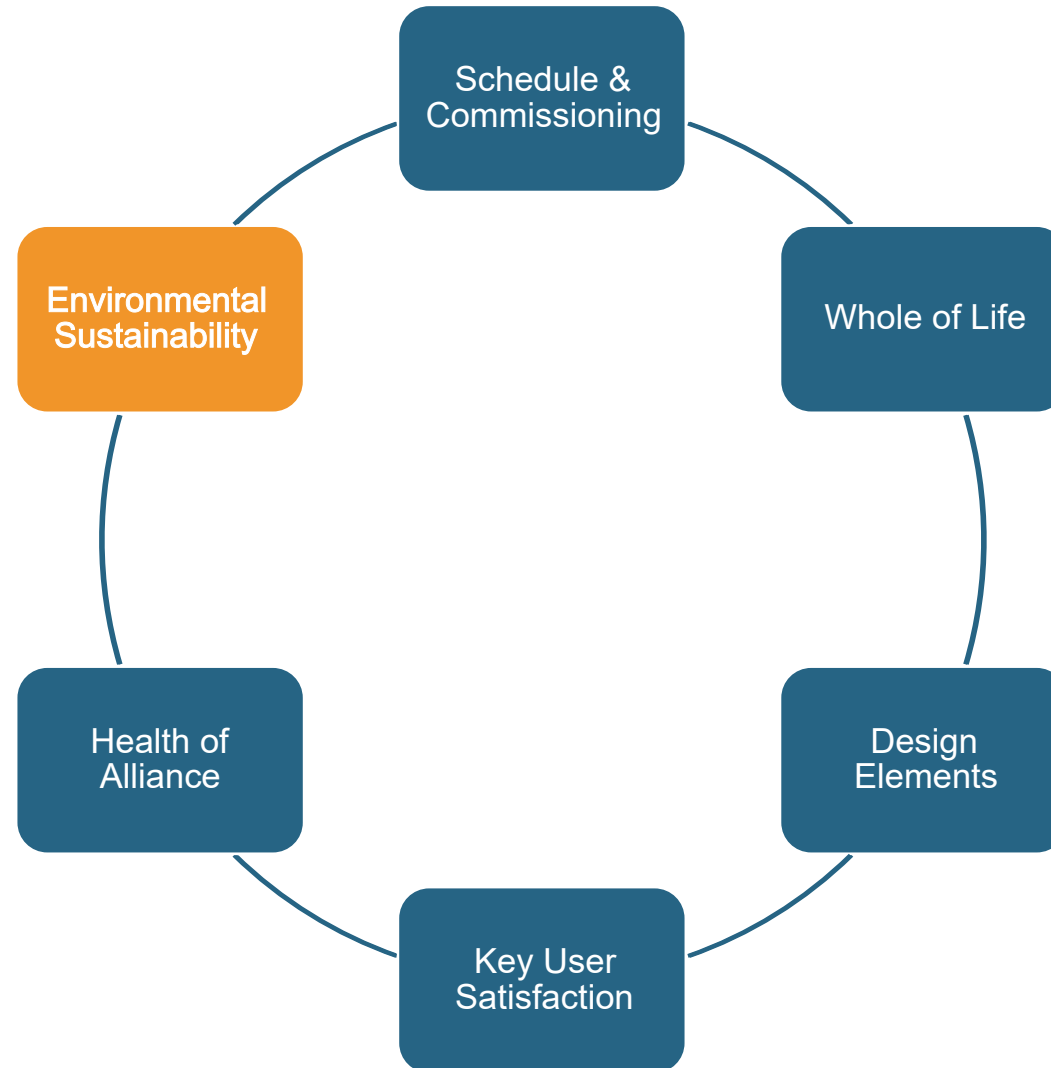 Schedule &
Commissioning
Environmental
Sustainability
Whole of Life
Health of
Alliance
Design
Elements
Key User
Satisfaction